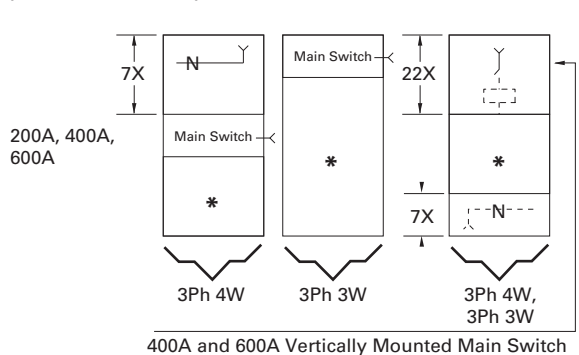 7X
N
Main Switch
22X
200A, 400A,
600A
Main Switch
*
*
*
7X
N
3Ph 4W
3Ph 3W
3Ph 4W,
3Ph 3W
400A and 600A Vertically Mounted Main Switch